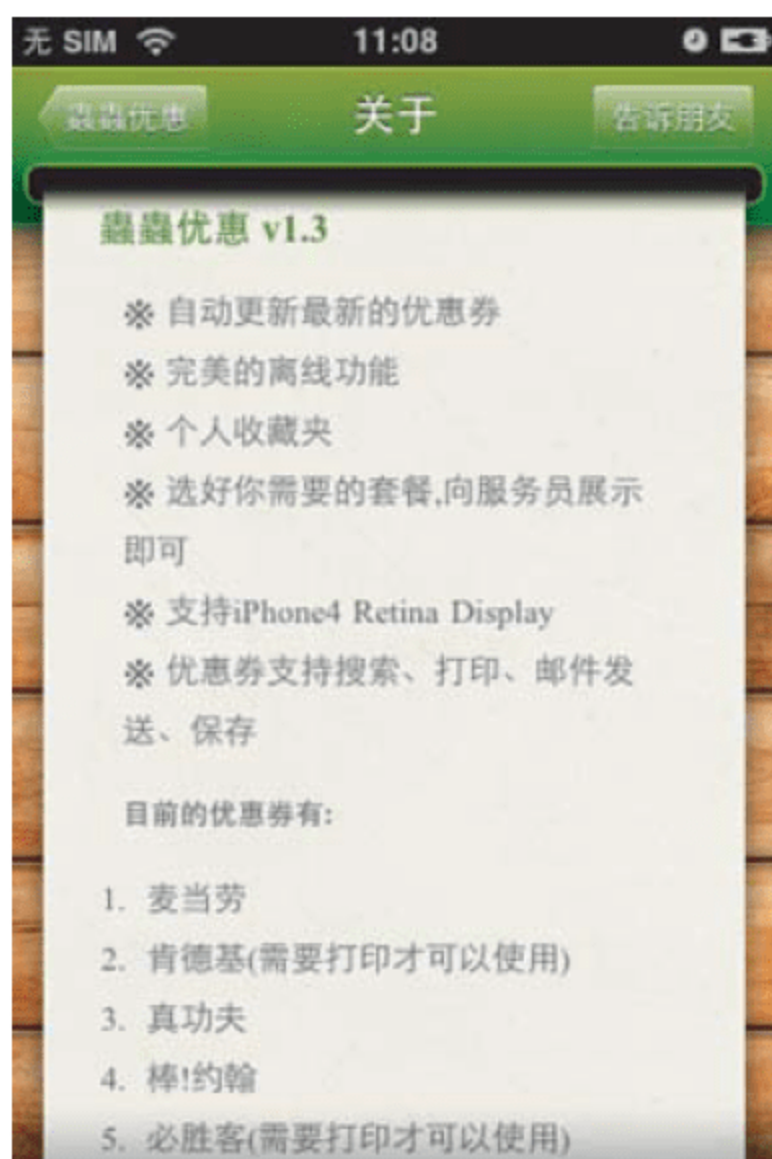 无 SIM 11:08
蟲蟲优惠 关于 告诉朋友
蟲蟲优惠 v1.3
※ 自动更新最新的优惠券
※ 完美的离线功能
※ 个人收藏夹
※ 选好你需要的套餐,向服务员展示
即可
※ 支持iPhone4 Retina Display
※ 优惠券支持搜索、打印、邮件发
送、保存
目前的优惠券有:
1. 麦当劳
2. 肯德基(需要打印才可以使用)
3. 真功夫
4. 棒!约翰
5. 必胜客(需要打印才可以使用)